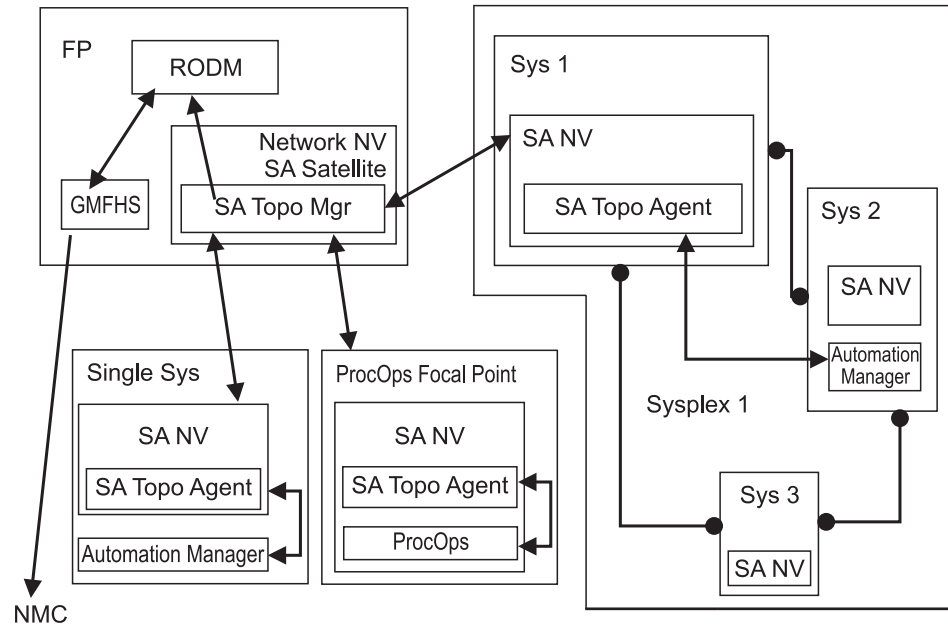 FP
RODM
Network NV
SA Satellite
GMFHS
SA Topo Mgr
Sys 1
SA NV
SA Topo Agent
Sys 2
SA NV
Automation
Manager
Sysplex 1
Sys 3
SA NV
Single Sys
SA NV
SA Topo Agent
Automation Manager
ProcOps Focal Point
SA NV
SA Topo Agent
ProcOps
NMC